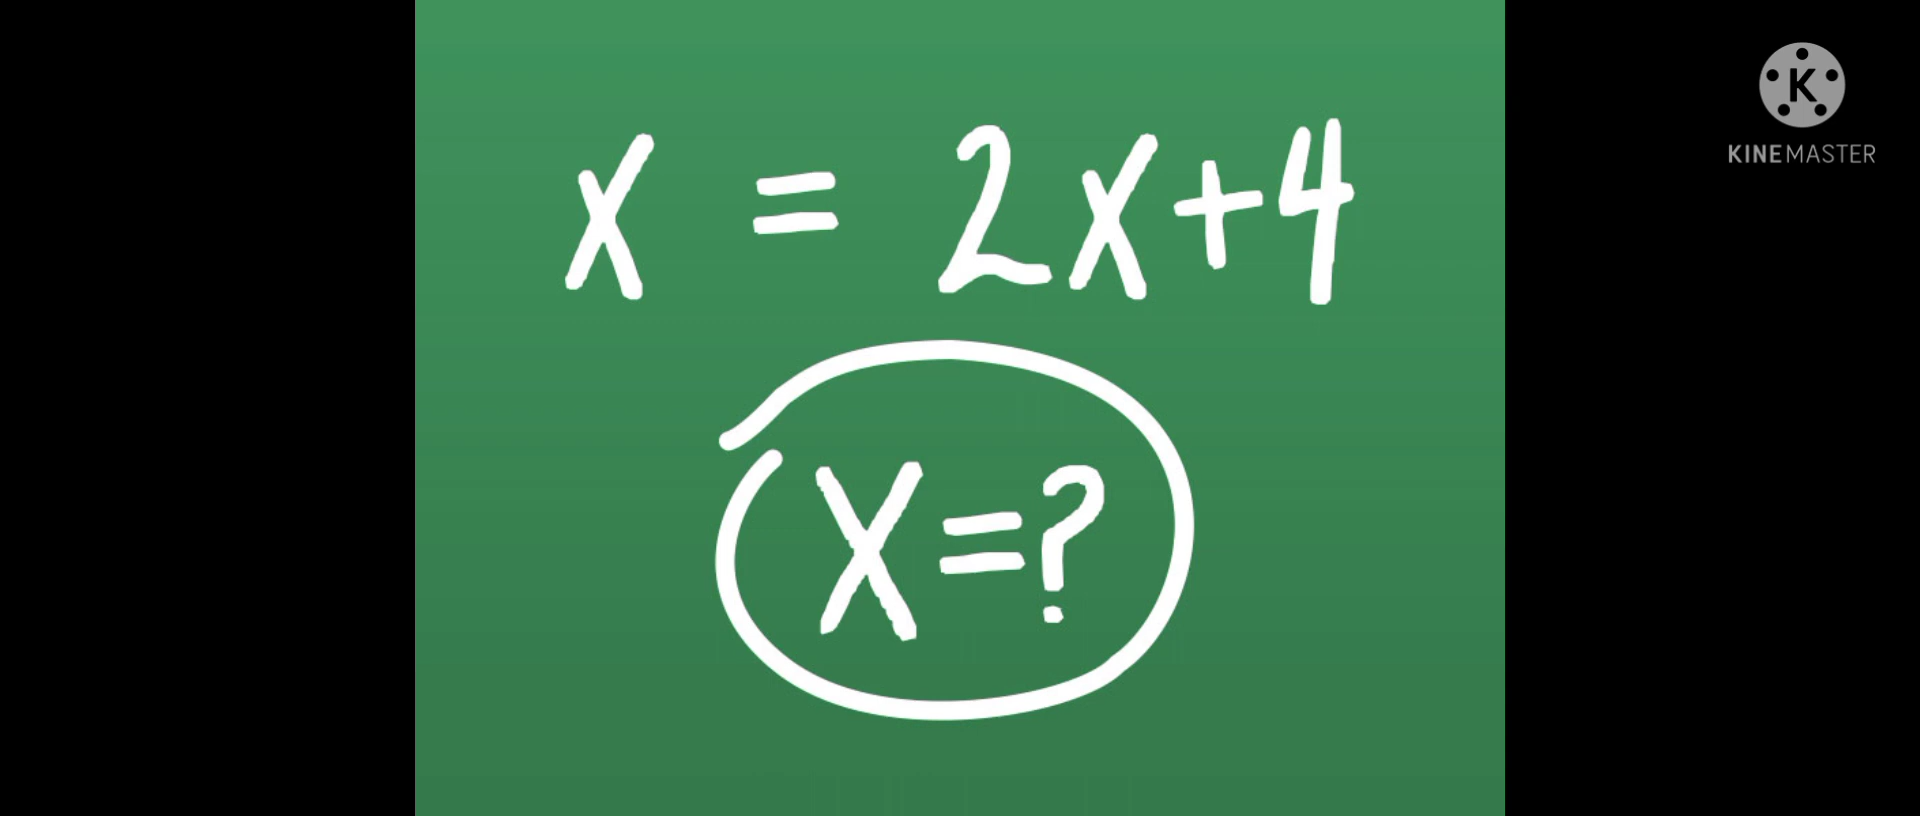 x = 2x+4
X=?
K
KINEMASTER